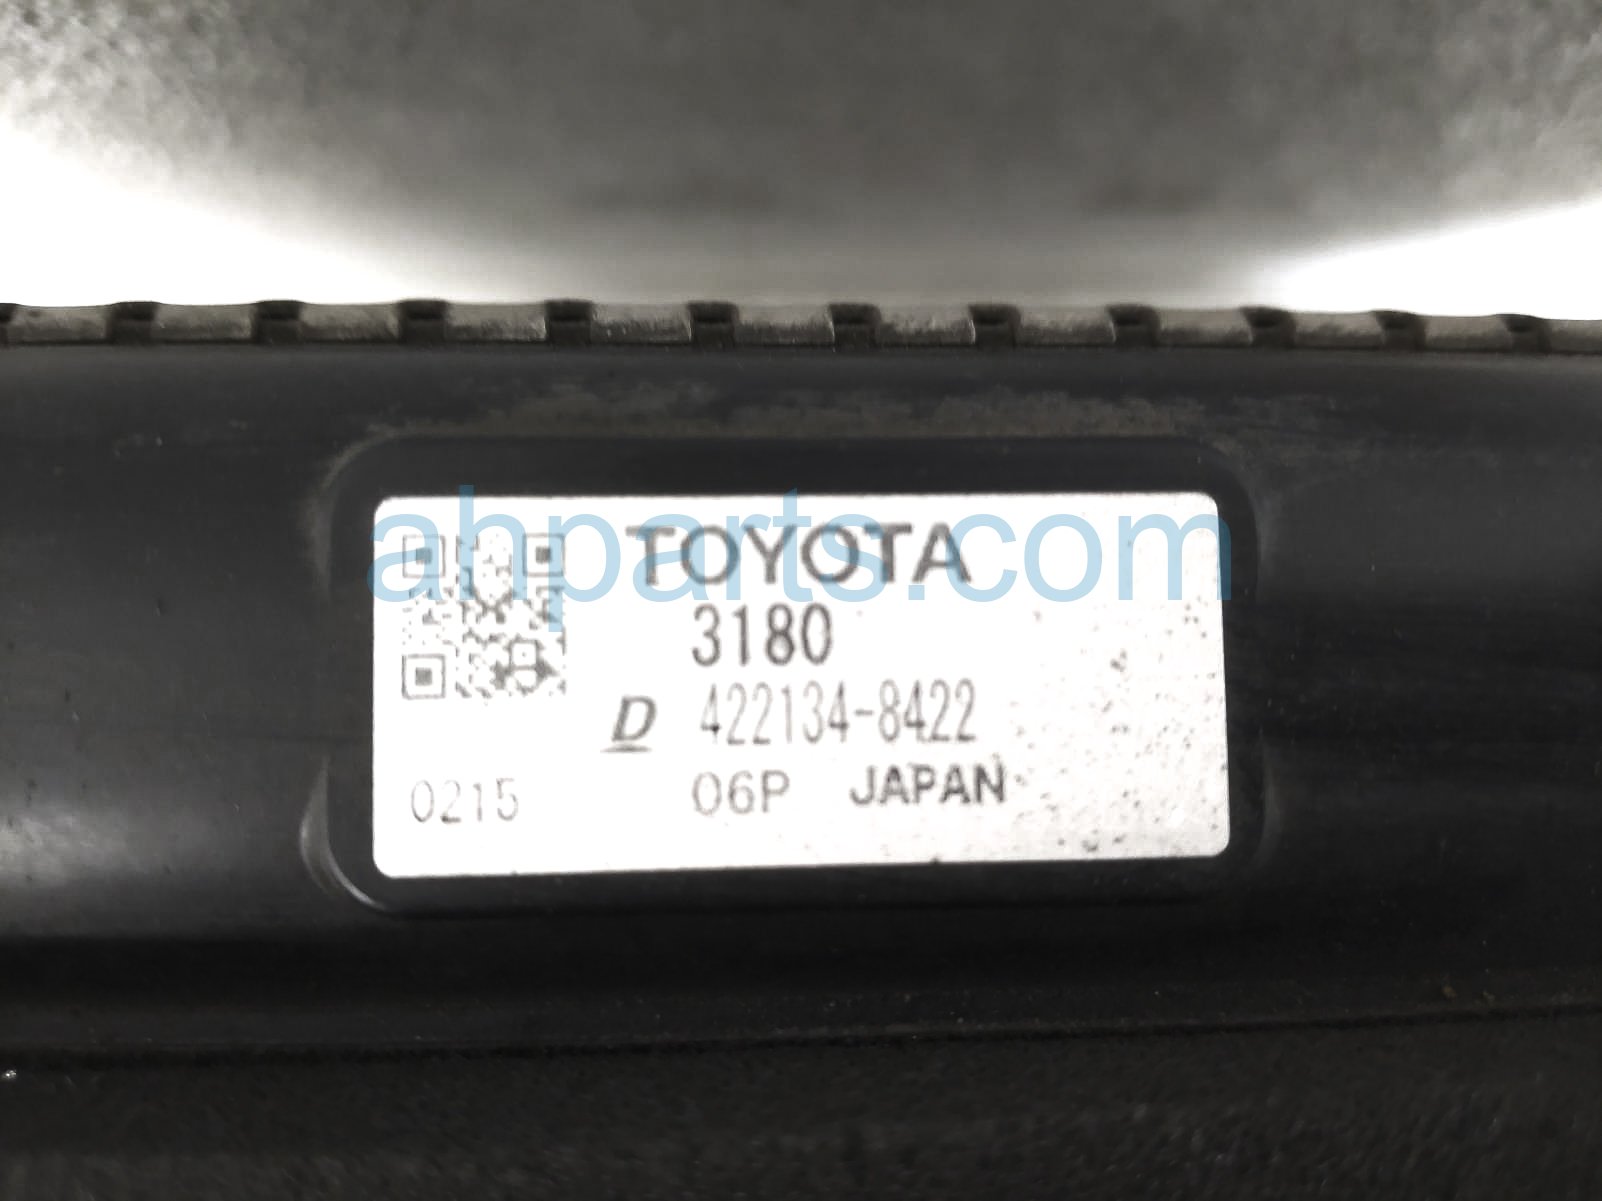 ahparts.com
TOYOTA
3180
D 422134-8422
0215 06P JAPAN